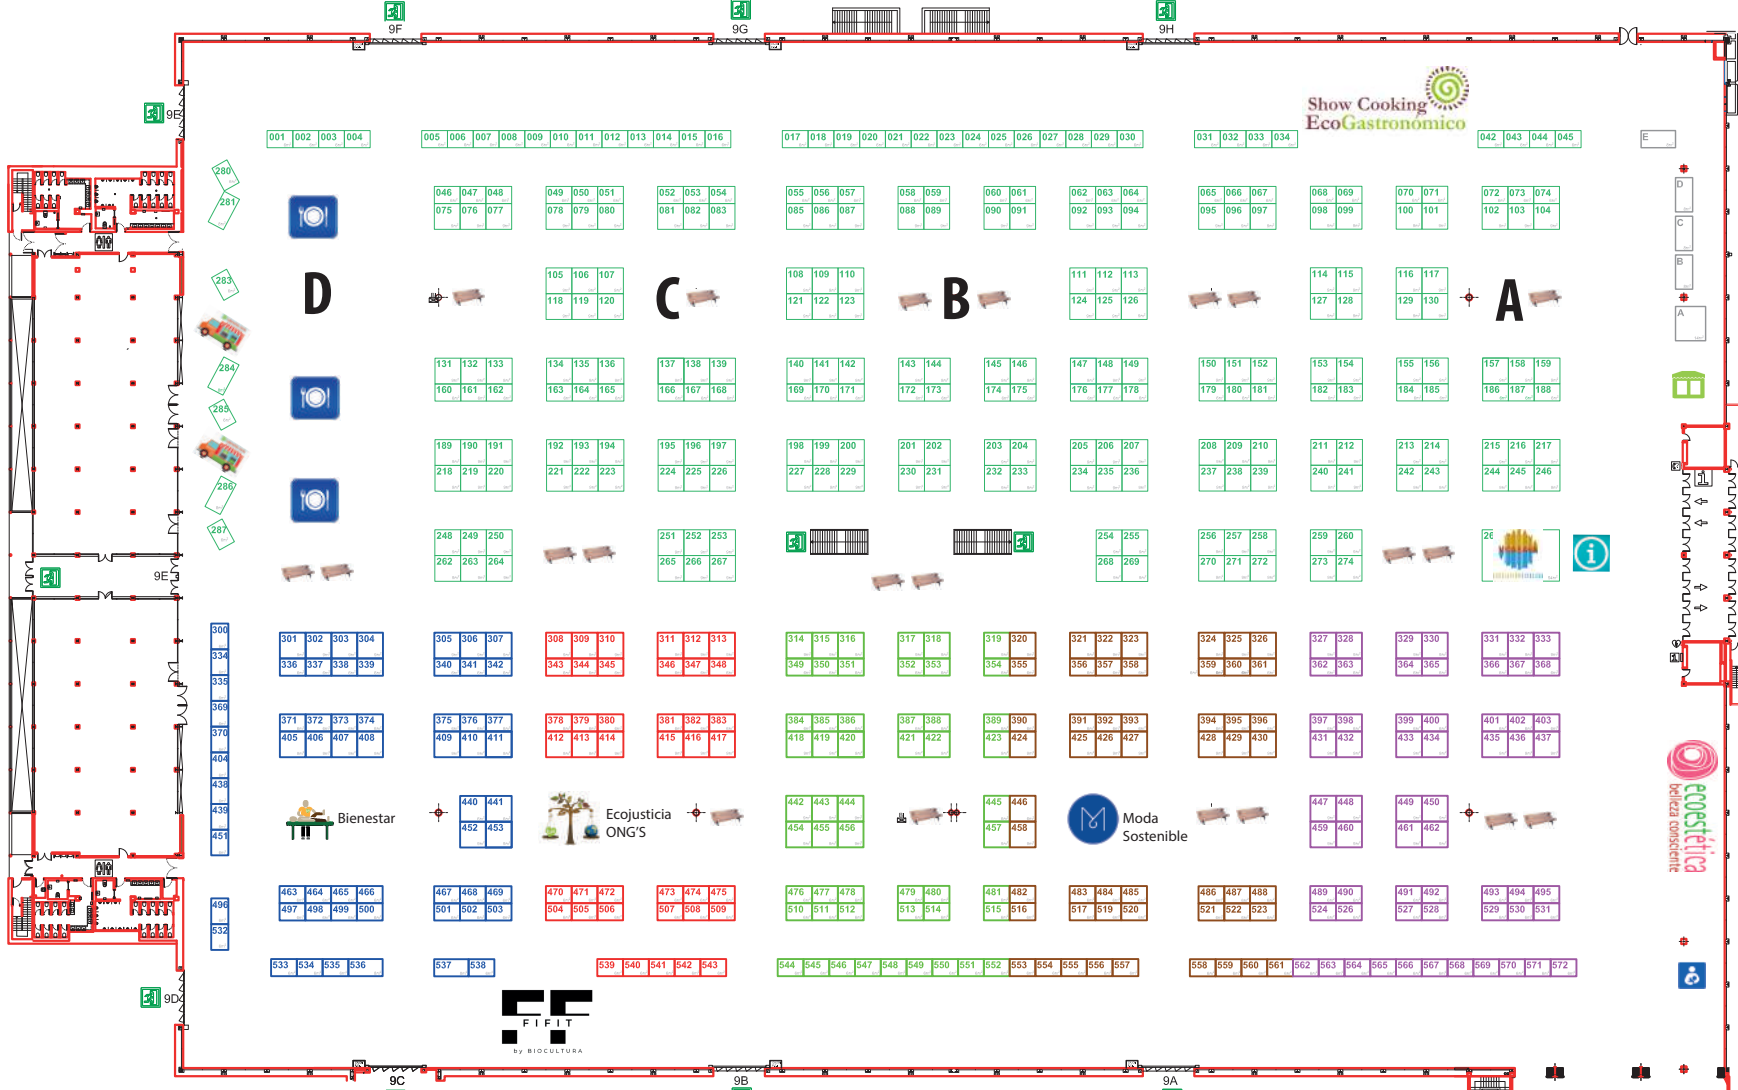 9F
9G
9H
9E
Show Cooking
EcoGastronómico
001 002 003 004
005 006 007 008 009 010 011 012 013 014 015 016
017 018 019 020 021 022 023 024 025 026 027 028 029 030
031 032 033 034
042 043 044 045
E
280
281
046 047 048
049 050 051
052 053 054
055 056 057
058 059
060 061
062 063 064
065 066 067
068 069
070 071
072 073 074
D
075 076 077
078 079 080
081 082 083
085 086 087
088 089
090 091
092 093 094
095 096 097
098 099
100 101
102 103 104
C
B
283
D
105 106 107
C
108 109 110
B
111 112 113
114 115
116 117
A
118 119 120
121 122 123
124 125 126
127 128
129 130
A
284
285
131 132 133
134 135 136
137 138 139
140 141 142
143 144
145 146
147 148 149
150 151 152
153 154
155 156
157 158 159
160 161 162
163 164 165
166 167 168
169 170 171
172 173
174 175
176 177 178
179 180 181
182 183
184 185
186 187 188
286
287
189 190 191
192 193 194
195 196 197
198 199 200
201 202
203 204
205 206 207
208 209 210
211 212
213 214
215 216 217
218 219 220
221 222 223
224 225 226
227 228 229
230 231
232 233
234 235 236
237 238 239
240 241
242 243
244 245 246
1
248 249 250
251 252 253
254 255
256 257 258
259 260
26
262 263 264
265 266 267
268 269
270 271 272
273 274
i
9E
300
334
335
369
370
404
438
439
451
301 302 303 304
305 306 307
308 309 310
311 312 313
314 315 316
317 318
319 320
321 322 323
324 325 326
327 328
329 330
331 332 333
336 337 338 339
340 341 342
343 344 345
346 347 348
349 350 351
352 353
354 355
356 357 358
359 360 361
362 363
364 365
366 367 368
371 372 373 374
375 376 377
378 379 380
381 382 383
384 385 386
387 388
389 390
391 392 393
394 395 396
397 398
399 400
401 402 403
405 406 407 408
409 410 411
412 413 414
415 416 417
418 419 420
421 422
423 424
425 426 427
428 429 430
431 432
433 434
435 436 437
Bienestar
440 441
452 453
Ecojusticia
ONG'S
442 443 444
454 455 456
445 446
457 458
M
Moda
Sostenible
447 448
459 460
449 450
461 462
ecoestética
belleza consciente
463 464 465 466
467 468 469
470 471 472
473 474 475
476 477 478
479 480
481 482
483 484 485
486 487 488
489 490
491 492
493 494 495
496
532
497 498 499 500
501 502 503
504 505 506
507 508 509
510 511 512
513 514
515 516
517 519 520
521 522 523
524 526
527 528
529 530 531
533 534 535 536
537 538
539 540 541 542 543
544 545 546 547 548 549 550 551 552 553 554 555 556 557
558 559 560 561 562 563 564 565 566 567 568 569 570 571 572
9D
FIFIT
by BIOCULTURA
9C
9B
9A